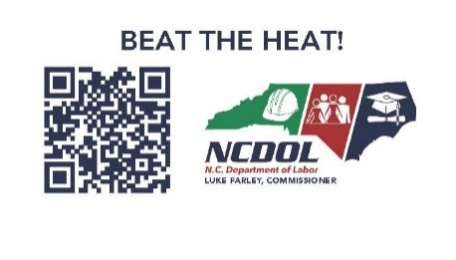 BEAT THE HEAT!
NCDOL
N.C. Department of Labor
LUKE FARLEY, COMMISSIONER